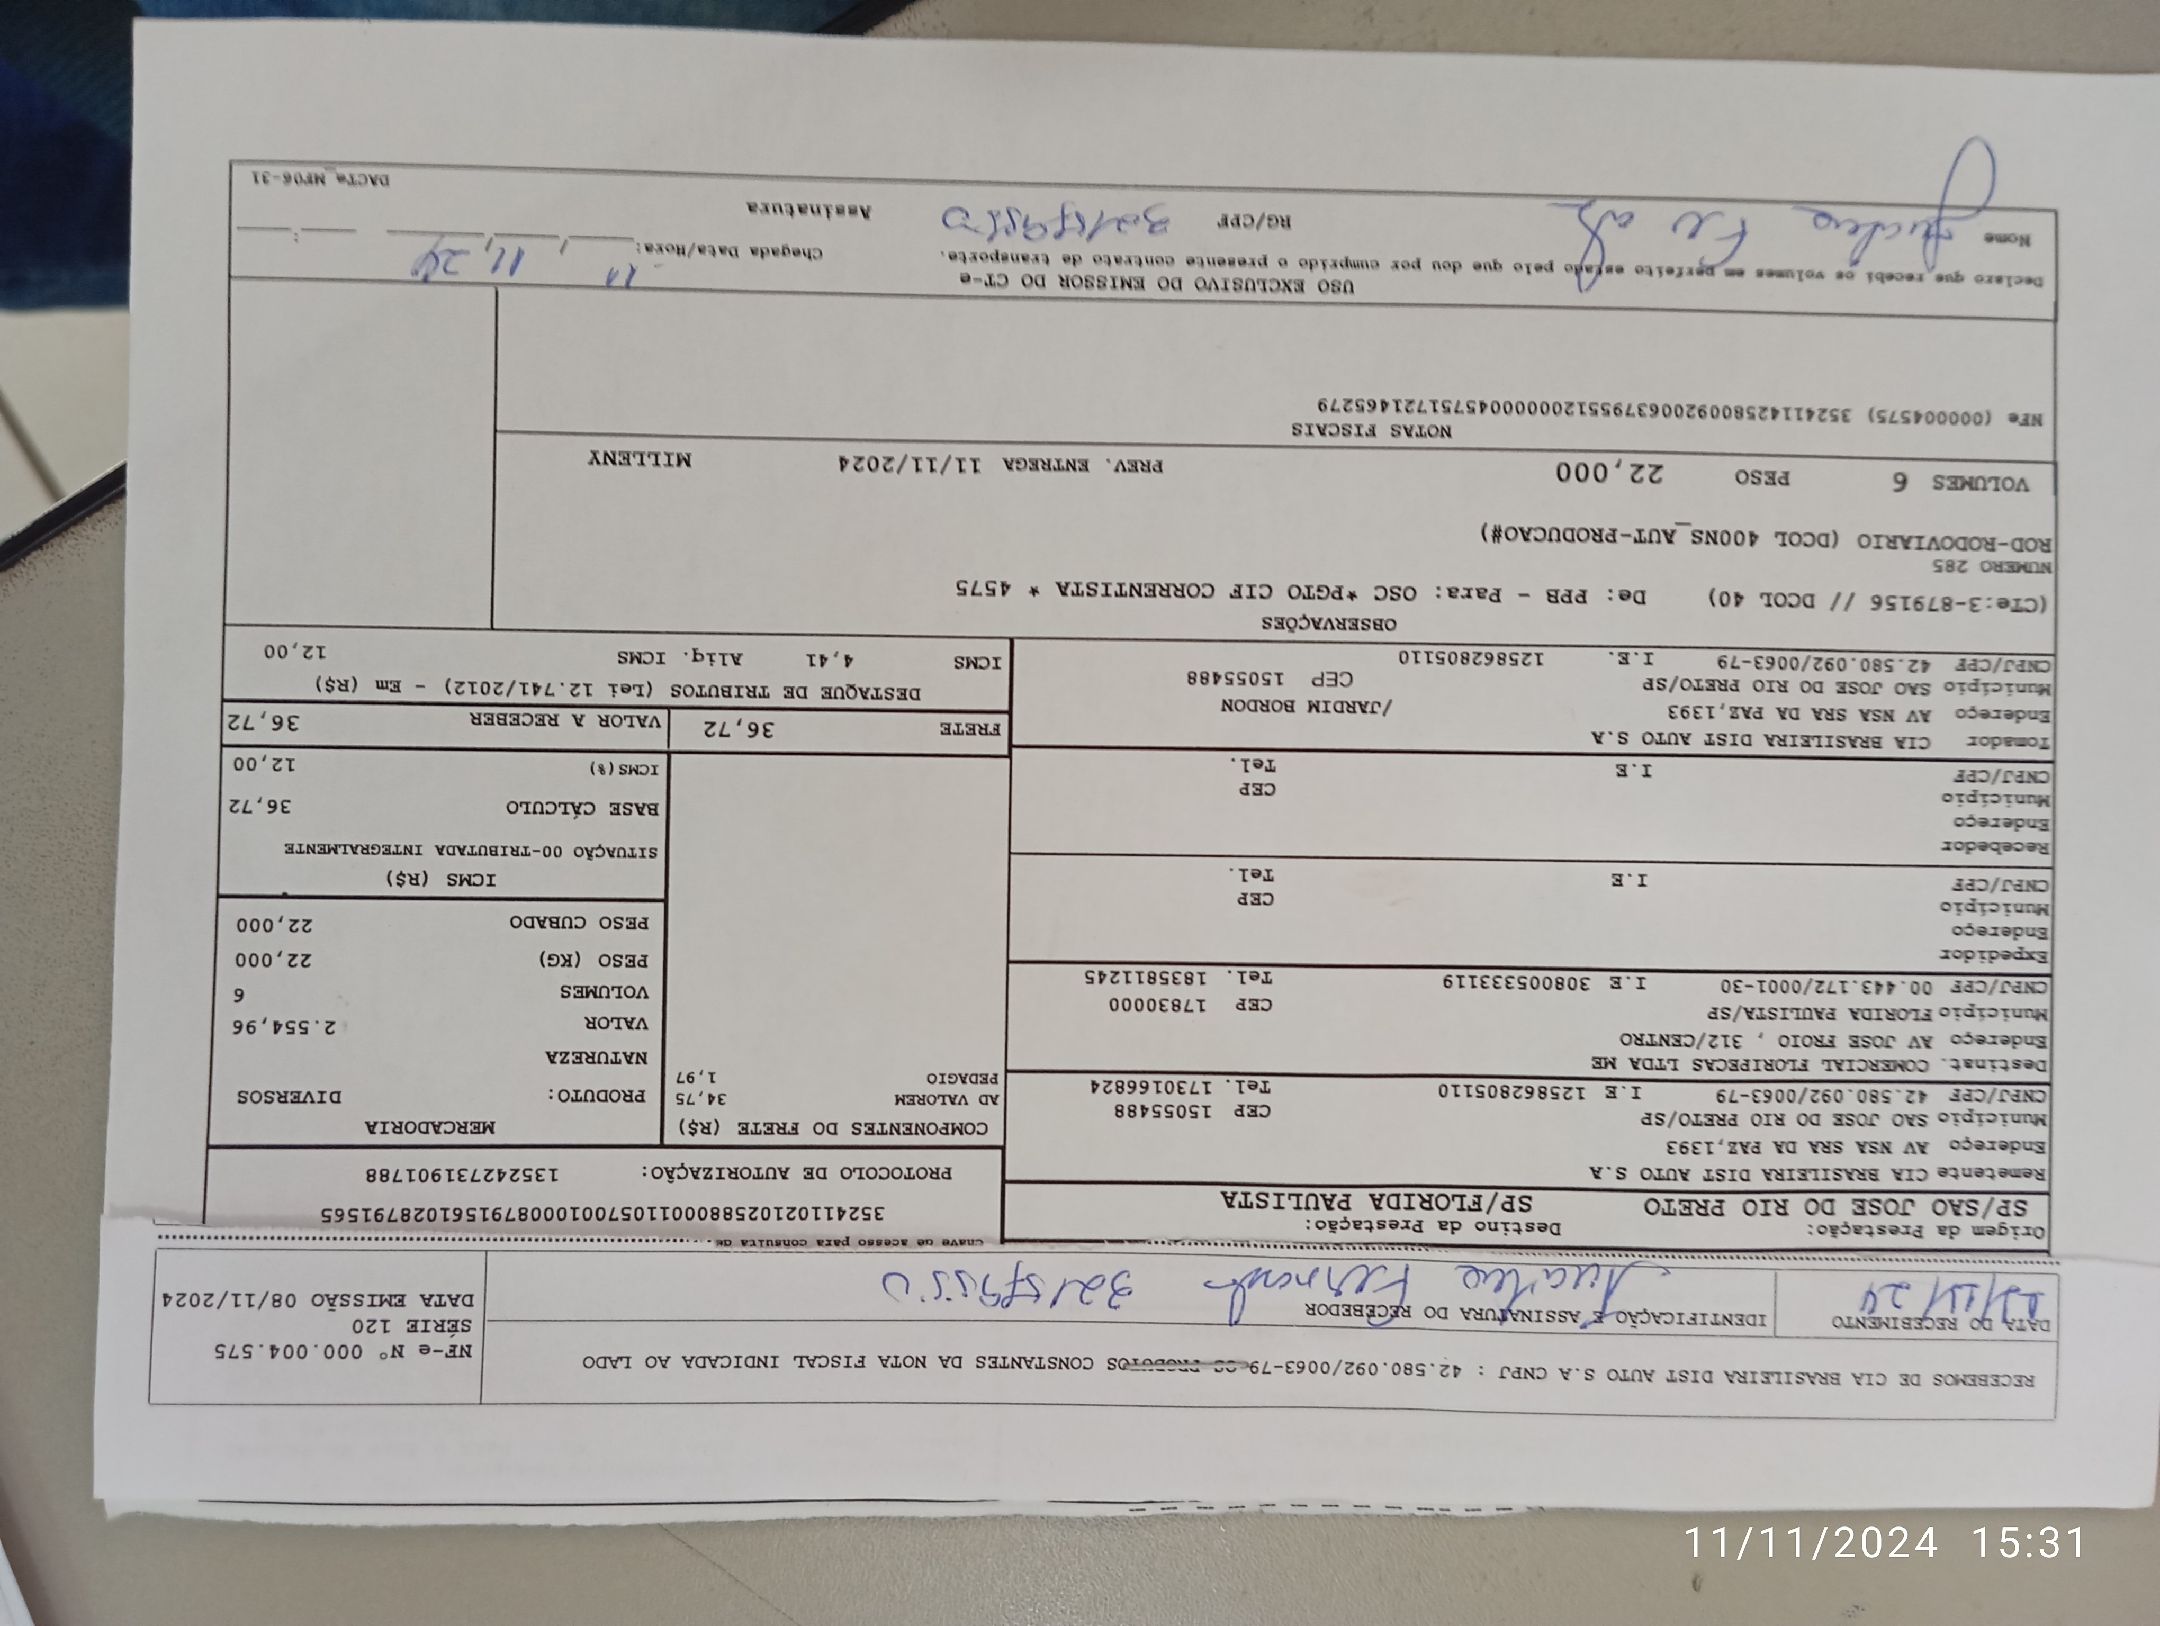 RECEBEMOS DE CIA BRASILEIRA DIST AUTO S.A CNPJ : 42.580.092/0063-79 OS PRODUTOS CONSTANTES DA NOTA FISCAL INDICADA AO LADO
NF-e Nº 000.004.575
SÉRIE 120
DATA EMISSÃO 08/11/2024
DATA DO RECEBIMENTO
11/11/24
IDENTIFICAÇÃO E ASSINATURA DO RECEBEDOR
Chave de acesso para consulta de
Origem da Prestação: Destino da Prestação:
SP/SAO JOSE DO RIO PRETO SP/FLORIDA PAULISTA
35241102102588000110570010008791561028791565
PROTOCOLO DE AUTORIZAÇÃO: 135242731901788
Remetente CIA BRASILEIRA DIST AUTO S.A
Endereço AV NSA SRA DA PAZ,1393
Município SAO JOSE DO RIO PRETO/SP CEP 15055488
CNPJ/CPF 42.580.092/0063-79 I.E 125862805110 Tel. 1730166824
Destinat. COMERCIAL FLORIPECAS LTDA ME
Endereço AV JOSE FROIO , 312/CENTRO
Município FLORIDA PAULISTA/SP CEP 17830000
CNPJ/CPF 00.443.172/0001-30 I.E 30800533119 Tel. 1835811245
Expedidor
Endereço
Município CEP
CNPJ/CPF I.E Tel.
Recebedor
Endereço
Município CEP
CNPJ/CPF I.E Tel.
Tomador CIA BRASILEIRA DIST AUTO S.A
Endereço AV NSA SRA DA PAZ,1393 /JARDIM BORDON
Município SAO JOSE DO RIO PRETO/SP CEP 15055488
CNPJ/CPF 42.580.092/0063-79 I.E. 125862805110
COMPONENTES DO FRETE (R$)
AD VALOREM 34,75
PEDAGIO 1,97
MERCADORIA
PRODUTO: DIVERSOS
NATUREZA
VALOR 2.554,96
VOLUMES 6
PESO (KG) 22,000
PESO CUBADO 22,000
ICMS (R$)
SITUAÇÃO 00-TRIBUTADA INTEGRALMENTE
BASE CÁLCULO 36,72
ICMS(%) 12,00
FRETE 36,72 VALOR A RECEBER 36,72
DESTAQUE DE TRIBUTOS (Lei 12.741/2012) - Em (R$)
ICMS 4,41 Aliq. ICMS 12,00
OBSERVAÇÕES
(CTe:3-879156 // DCOL 40) De: PPB - Para: OSC *PGTO CIF CORRENTISTA * 4575
NUMERO 285
ROD-RODOVIARIO (DCOL 400NS_AUT-PRODUCAO#)
VOLUMES 6 PESO 22,000 PREV. ENTREGA 11/11/2024 MILLENY
NOTAS FISCAIS
NFe (000004575) 35241142580092006379551200000045751721465279
USO EXCLUSIVO DO EMISSOR DO CT-e
Declaro que recebi os volumes em perfeito estado pelo que dou por cumprido o presente contrato de transporte.
Chegada Data/Hora: 11 11 24
Nome RG/CPF Assinatura
DACTe_MF06-31
11/11/2024 15:31